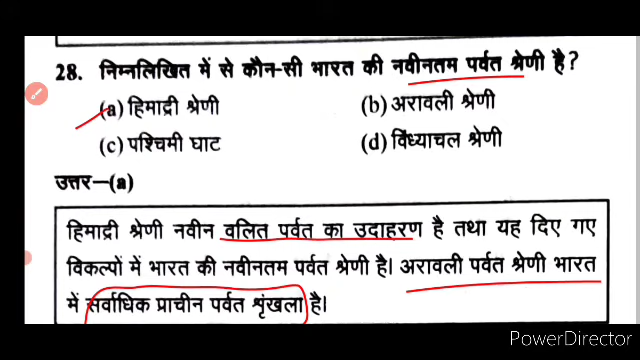 28. निम्नलिखित में से कौन-सी भारत की नवीनतम पर्वत श्रेणी है?
(a) हिमाद्री श्रेणी (b) अरावली श्रेणी
(c) पश्चिमी घाट (d) विंध्याचल श्रेणी
उत्तर—(a)
हिमाद्री श्रेणी नवीन वलित पर्वत का उदाहरण है तथा यह दिए गए
विकल्पों में भारत की नवीनतम पर्वत श्रेणी है। अरावली पर्वत श्रेणी भारत
में सर्वाधिक प्राचीन पर्वत श्रृंखला है।
PowerDirector